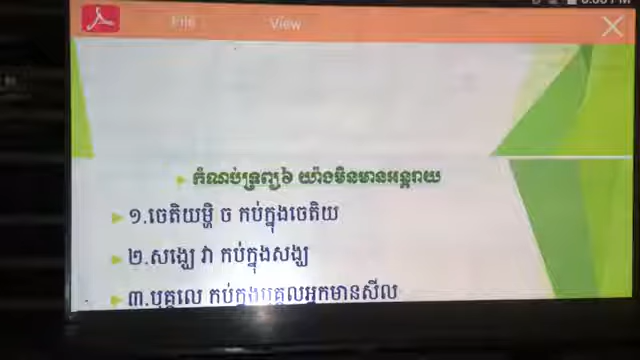 File View
កំណប់ទ្រព្យ៦ យ៉ាងមិនមានអន្តរាយ
១.ចេតិយម្ហិ ច កប់ក្នុងចេតិយ
២.សង្ឃេ វា កប់ក្នុងសង្ឃ
៣.បុគ្គលេ កប់ក្នុងបុគ្គលអ្នកមានសីល